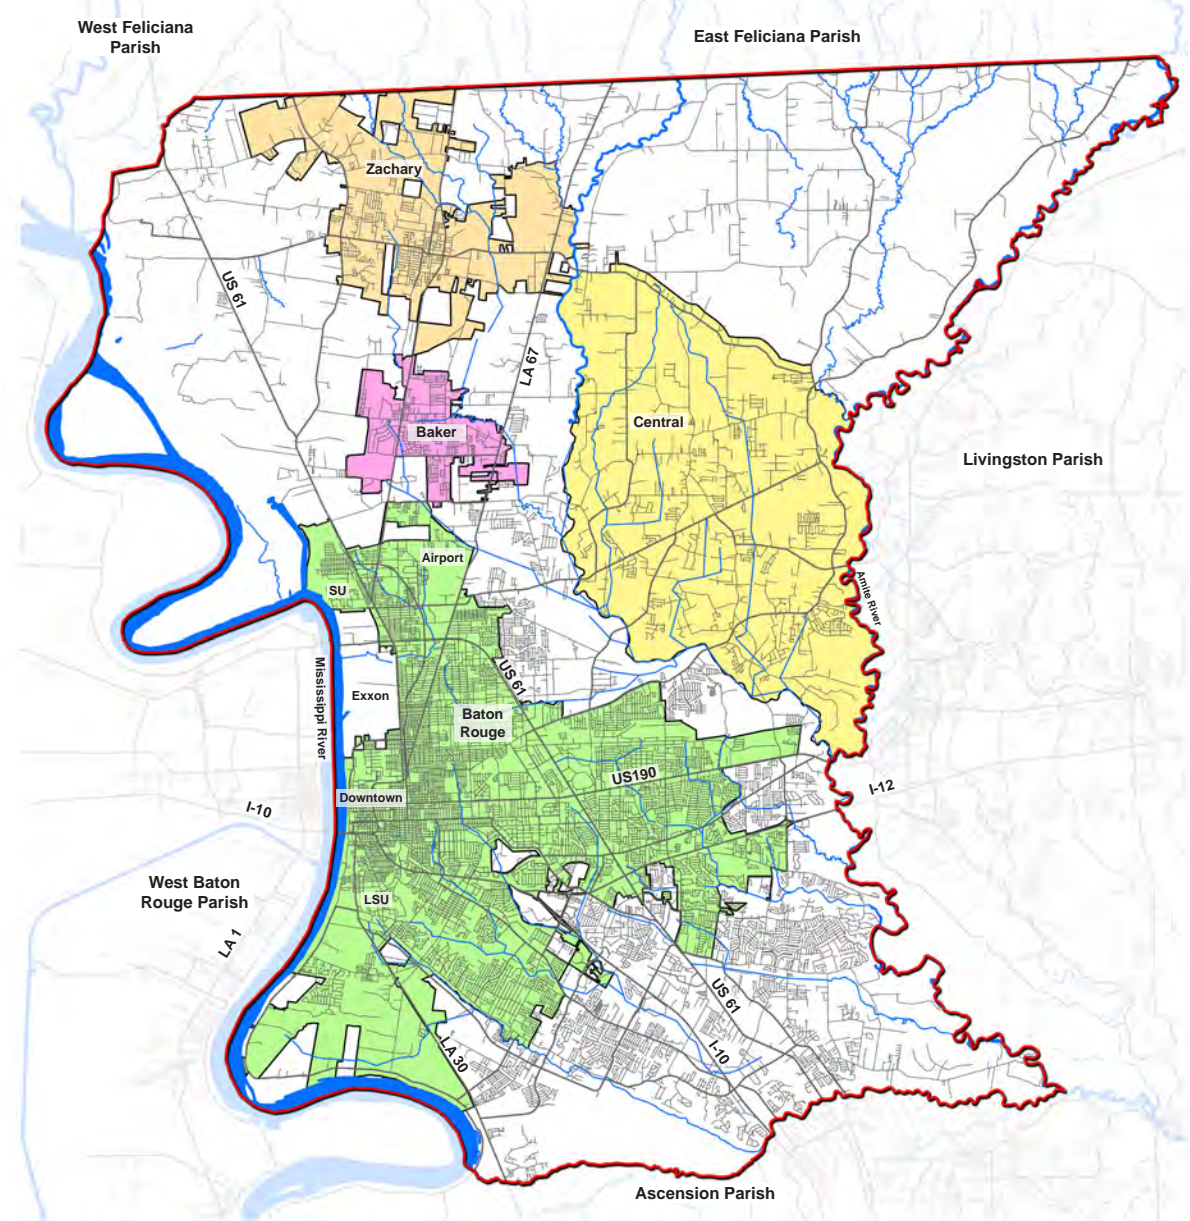 West Feliciana
Parish
East Feliciana Parish
Zachary
US 61
LA 67
Central
Baker
Livingston Parish
Airport
SU
Amite River
Mississippi River
US 61
Exxon
Baton
Rouge
US190
I-12
Downtown
I-10
West Baton
Rouge Parish
LSU
LA 1
US 61
I-10
LA 30
Ascension Parish